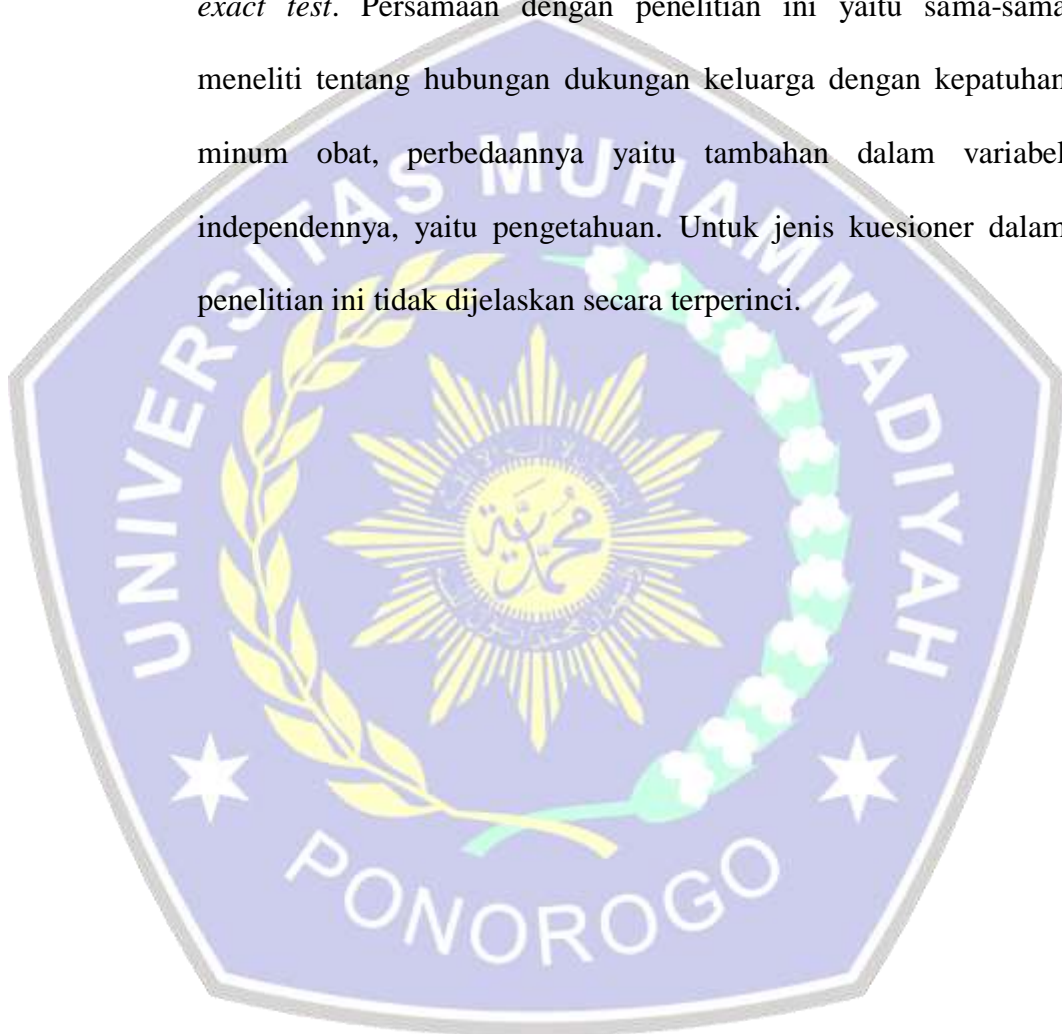 exact test. Persamaan dengan penelitian ini yaitu sama-sama
meneliti tentang hubungan dukungan keluarga dengan kepatuhan
minum obat, perbedaannya yaitu tambahan dalam variabel
independennya, yaitu pengetahuan. Untuk jenis kuesioner dalam
penelitian ini tidak dijelaskan secara terperinci.
UNIVERSITAS MUHAMMADIYAH
PONOROGO